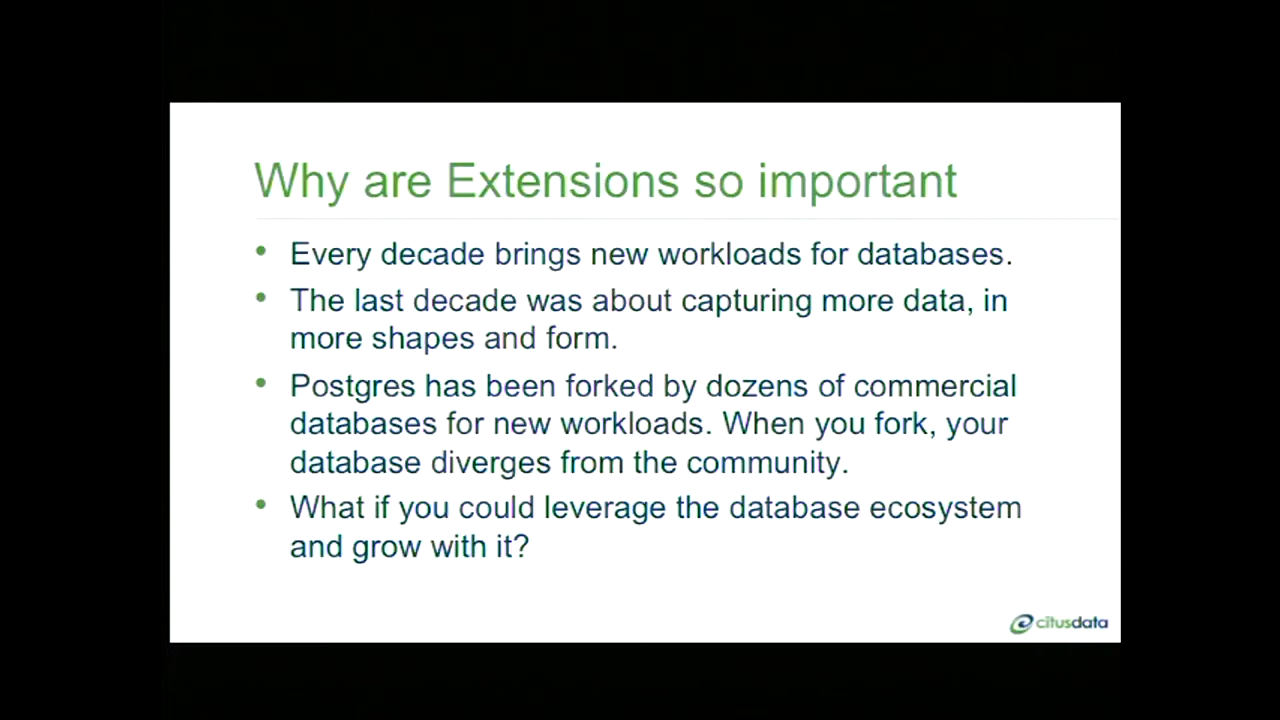 Why are Extensions so important
• Every decade brings new workloads for databases.
• The last decade was about capturing more data, in
more shapes and form.
• Postgres has been forked by dozens of commercial
databases for new workloads. When you fork, your
database diverges from the community.
• What if you could leverage the database ecosystem
and grow with it?
citusdata